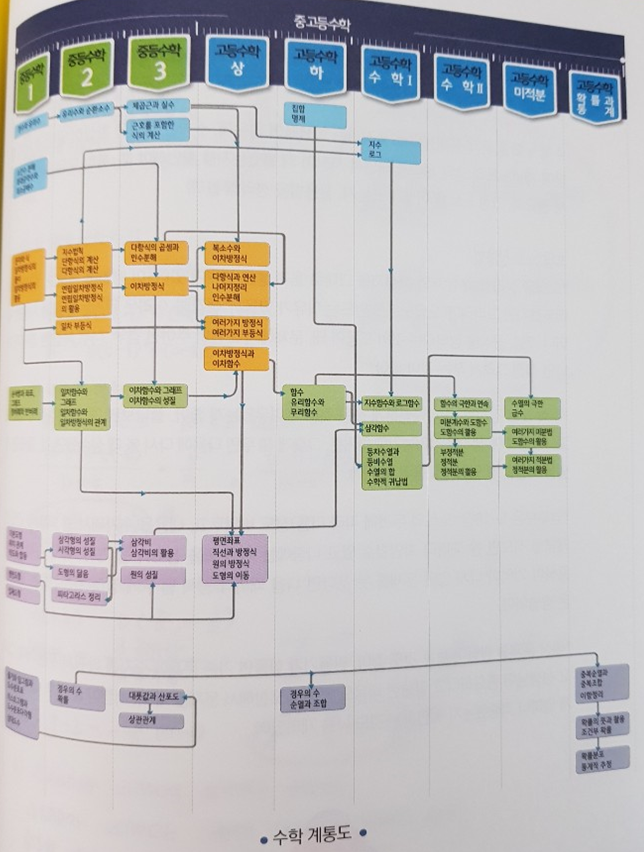 중고등수학
중등수학
1
중등수학
2
중등수학
3
고등수학
상
고등수학
하
고등수학
수 학 I
고등수학
수 학 II
고등수학
미적분
고등수학
확 률 과
통 계
유리수와 순환소수
제곱근과 실수
근호를 포함한
식의 계산
집합
명제
지수
로그
지수법칙
단항식의 계산
다항식의 계산
다항식의 곱셈과
인수분해
복소수와
이차방정식
연립일차방정식
연립일차방정식
의 활용
이차방정식
다항식과 연산
나머지정리
인수분해
일차 부등식
여러가지 방정식
여러가지 부등식
이차방정식과
이차함수
일차함수와
그래프
일차함수와
일차방정식의 관계
이차함수와 그래프
이차함수의 성질
함수
유리함수와
무리함수
지수함수와 로그함수
삼각함수
등차수열과
등비수열
수열의 합
수학적 귀납법
함수의 극한과 연속
미분계수와 도함수
도함수의 활용
부정적분
정적분
정적분의 활용
수열의 극한
급수
여러가지 미분법
도함수의 활용
여러가지 적분법
정적분의 활용
삼각형의 성질
사각형의 성질
삼각비
삼각비의 활용
평면좌표
직선과 방정식
원의 방정식
도형의 이동
도형의 닮음
원의 성질
피타고라스 정리
경우의 수
확률
대푯값과 산포도
상관관계
경우의 수
순열과 조합
중복순열과
중복조합
이항정리
확률의 뜻과 활용
조건부 확률
확률분포
통계적 추정
• 수학 계통도 •